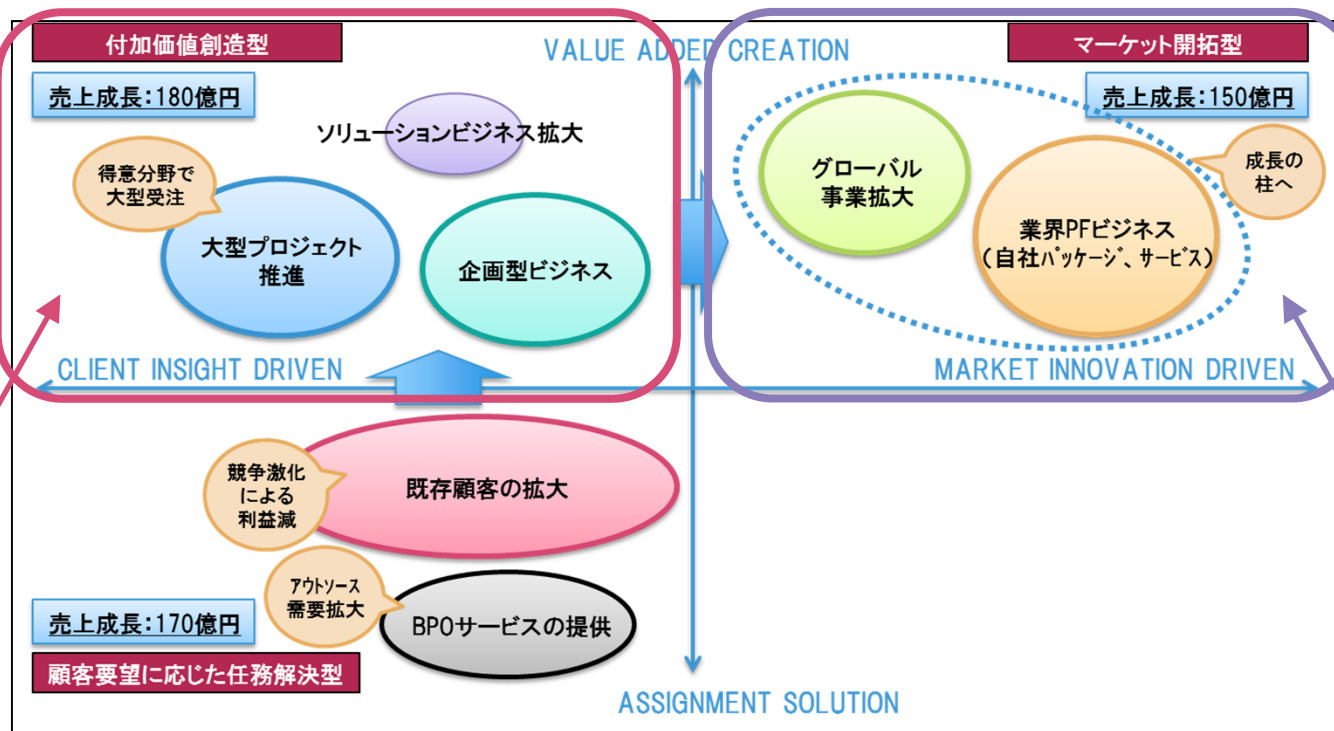 付加価値創造型
VALUE ADDED CREATION
マーケット開拓型
売上成長:180億円
売上成長:150億円
ソリューションビジネス拡大
得意分野で
大型受注
グローバル
事業拡大
成長の
柱へ
大型プロジェクト
推進
企画型ビジネス
業界PFビジネス
(自社ﾊﾟｯｹｰｼﾞ、ｻｰﾋﾞｽ)
CLIENT INSIGHT DRIVEN
MARKET INNOVATION DRIVEN
競争激化
による
利益減
既存顧客の拡大
ｱｳﾄｿｰｽ
需要拡大
BPOサービスの提供
売上成長:170億円
顧客要望に応じた任務解決型
ASSIGNMENT SOLUTION